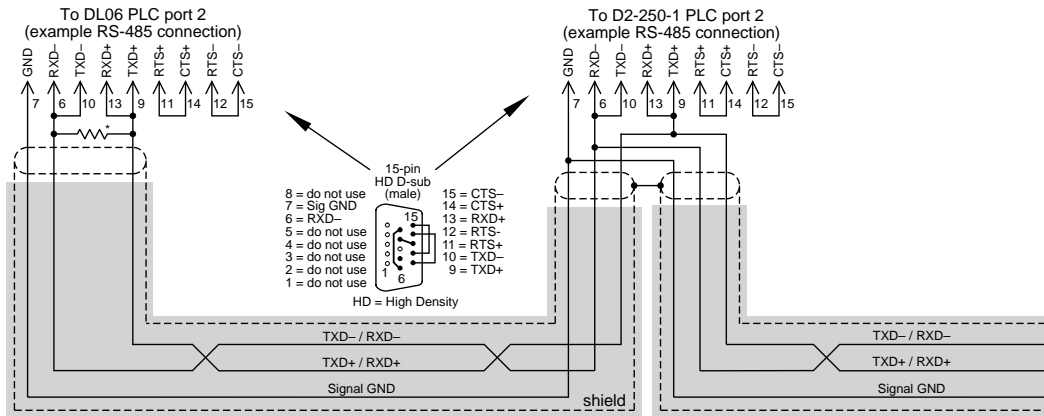 To DL06 PLC port 2
(example RS-485 connection)
GND RXD– TXD– RXD+ TXD+ RTS+ CTS+ RTS– CTS–
7 6 10 13 9 11 14 12 15
*
To D2-250-1 PLC port 2
(example RS-485 connection)
GND RXD– TXD– RXD+ TXD+ RTS+ CTS+ RTS– CTS–
7 6 10 13 9 11 14 12 15
15-pin
HD D-sub
(male)
8 = do not use
7 = Sig GND
6 = RXD–
5 = do not use
4 = do not use
3 = do not use
2 = do not use
1 = do not use
15
1
6
15 = CTS–
14 = CTS+
13 = RXD+
12 = RTS-
11 = RTS+
10 = TXD–
9 = TXD+
HD = High Density
TXD– / RXD–
TXD+ / RXD+
Signal GND
shield
TXD– / RXD–
TXD+ / RXD+
Signal GND